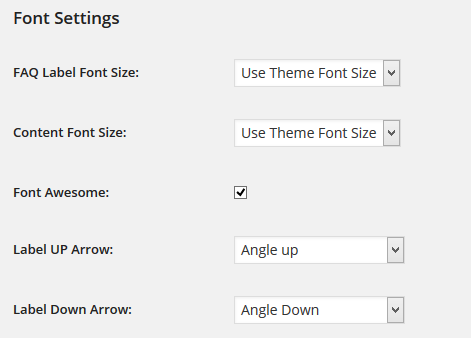 Font Settings
FAQ Label Font Size: Use Theme Font Size
Content Font Size: Use Theme Font Size
Font Awesome:
Label UP Arrow: Angle up
Label Down Arrow: Angle Down